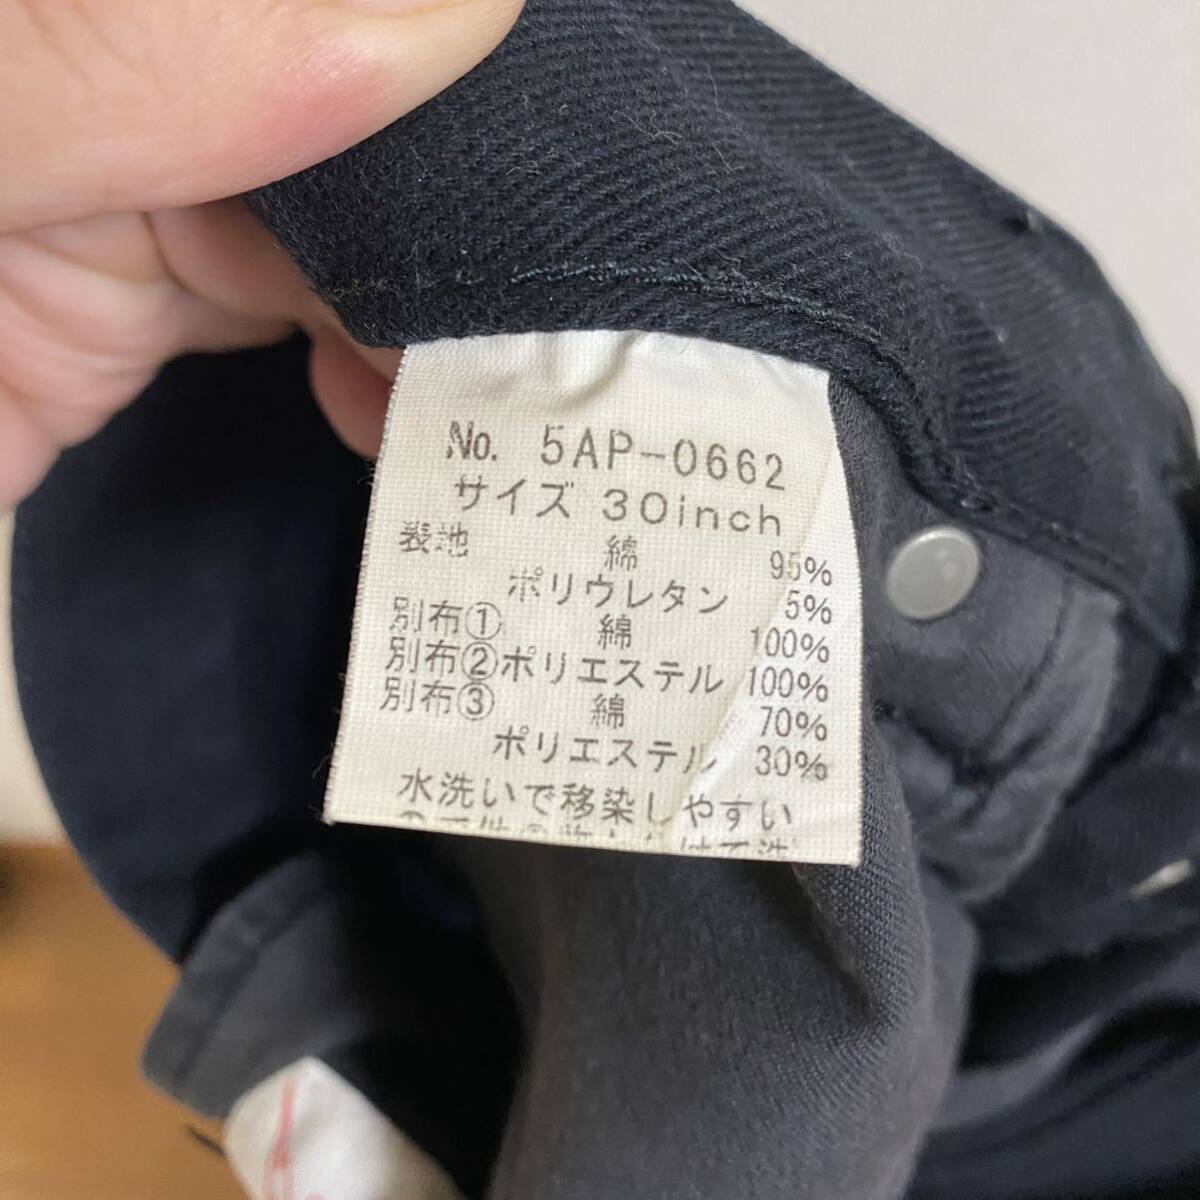 No. 5AP-0662
サイズ 30inch
表地 綿 95%
ポリウレタン 5%
別布① 綿 100%
別布②ポリエステル 100%
別布③ 綿 70%
ポリエステル 30%
水洗いで移染しやすい